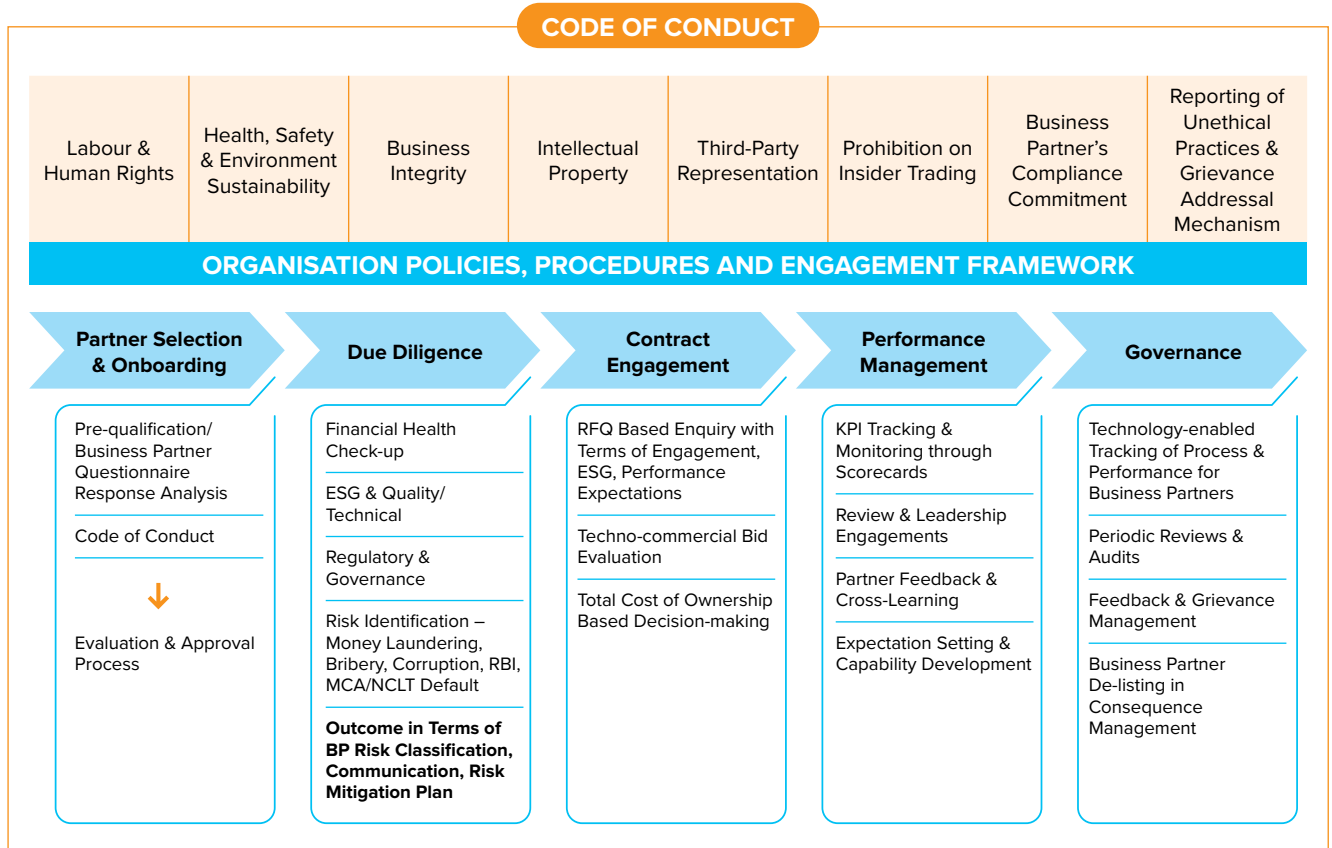 CODE OF CONDUCT
Labour &
Human Rights
Health, Safety
& Environment
Sustainability
Business
Integrity
Intellectual
Property
Third-Party
Representation
Prohibition on
Insider Trading
Business
Partner’s
Compliance
Commitment
Reporting of
Unethical
Practices &
Grievance
Addressal
Mechanism
ORGANISATION POLICIES, PROCEDURES AND ENGAGEMENT FRAMEWORK
Partner Selection
& Onboarding
Pre-qualification/
Business Partner
Questionnaire
Response Analysis
Code of Conduct
Evaluation & Approval
Process
Due Diligence
Financial Health
Check-up
ESG & Quality/
Technical
Regulatory &
Governance
Risk Identification –
Money Laundering,
Bribery, Corruption, RBI,
MCA/NCLT Default
Outcome in Terms of
BP Risk Classification,
Communication, Risk
Mitigation Plan
Contract
Engagement
RFQ Based Enquiry with
Terms of Engagement,
ESG, Performance
Expectations
Techno-commercial Bid
Evaluation
Total Cost of Ownership
Based Decision-making
Performance
Management
KPI Tracking &
Monitoring through
Scorecards
Review & Leadership
Engagements
Partner Feedback &
Cross-Learning
Expectation Setting &
Capability Development
Governance
Technology-enabled
Tracking of Process &
Performance for
Business Partners
Periodic Reviews &
Audits
Feedback & Grievance
Management
Business Partner
De-listing in
Consequence
Management